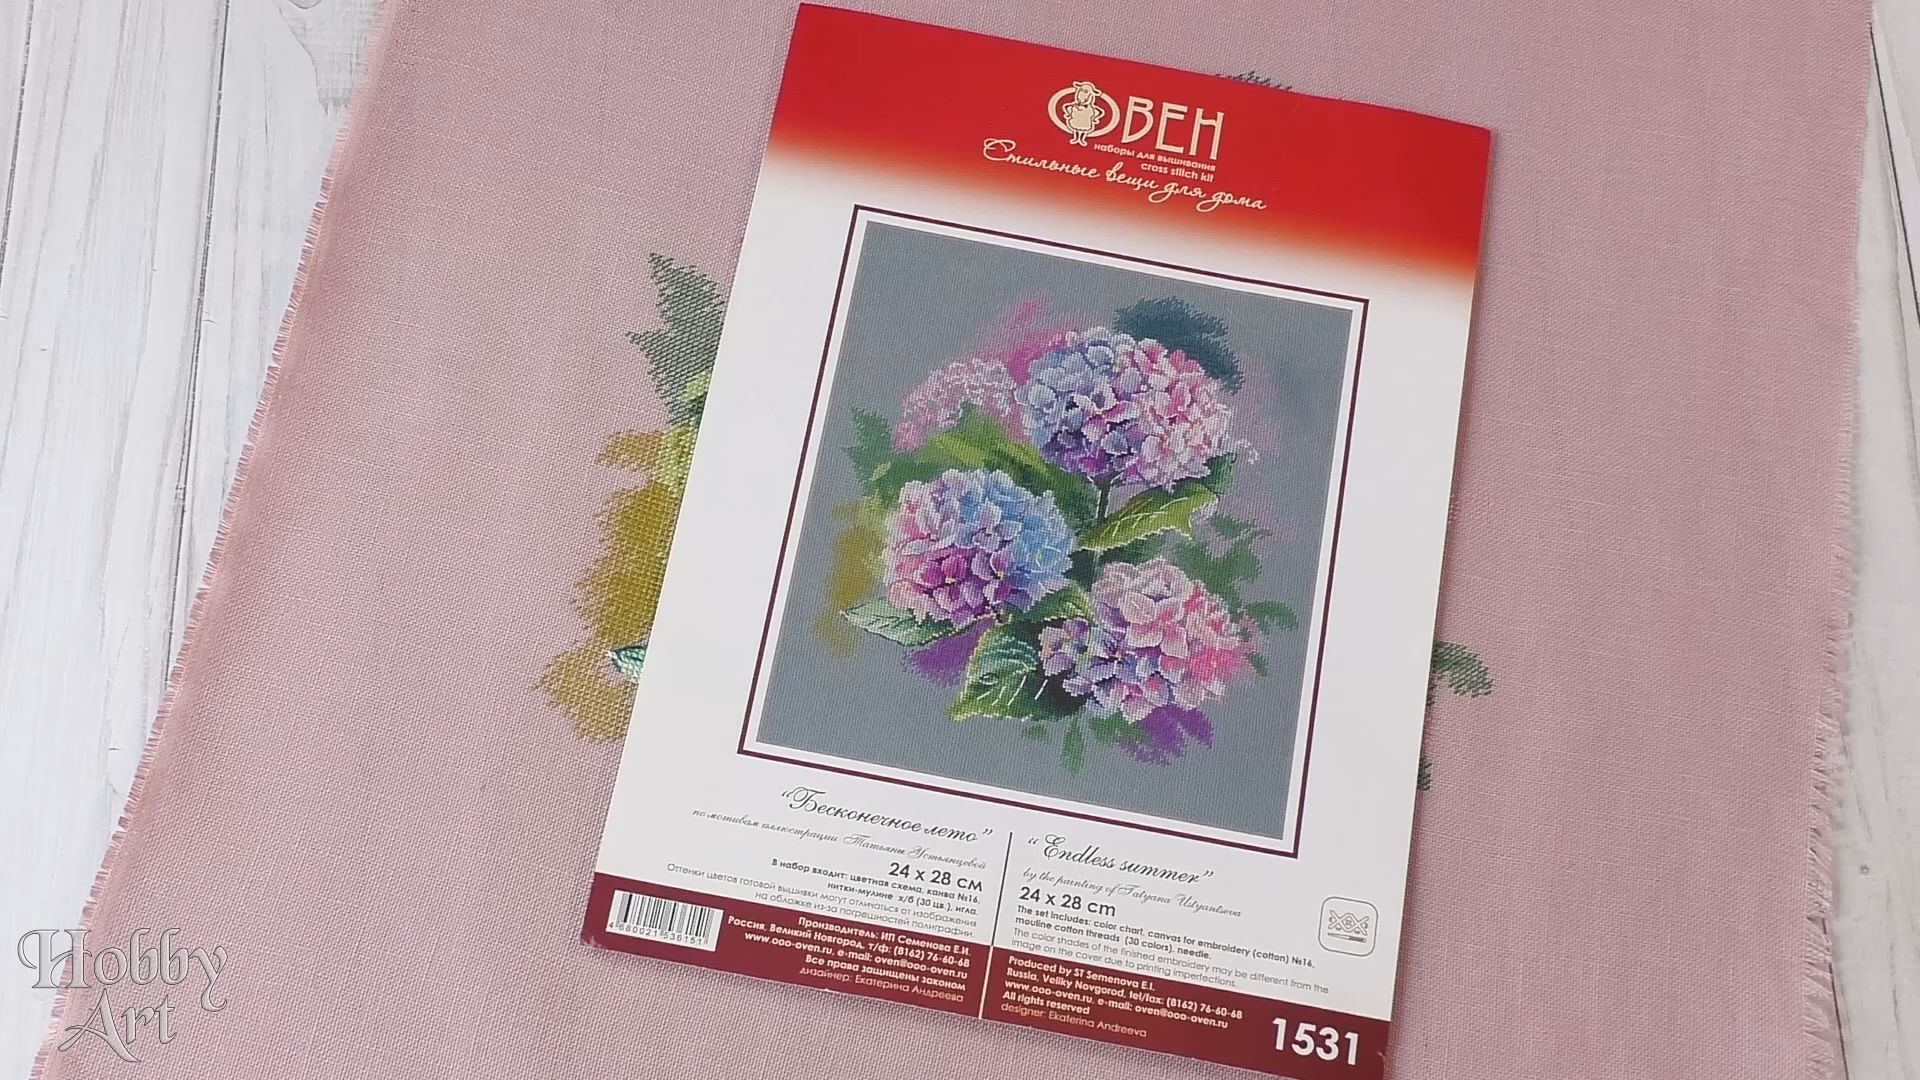 ОВЕН
наборы для вышивания
cross stitch kit
Стильные вещи для дома
“Бесконечное лето”
по мотивам иллюстрации Татьяны Устьянцевой
24 х 28 см
В набор входит: цветная схема, канва №16,
нитки-мулине х/б (30 цв.), игла.
Оттенки цветов готовой вышивки могут отличаться от изображения
на обложке из-за погрешностей полиграфии.
“Endless summer”
by the painting of Tatyana Ustyantseva
24 x 28 cm
The set includes: color chart, canvas for embroidery (cotton) №16,
mouline cotton threads (30 colors), needle.
The color shades of the finished embroidery may be different from the
image on the cover due to printing imperfections.
4 680021 536151
Производитель: ИП Семенова Е.И.
Россия, Великий Новгород, т/ф: (8162) 76-60-68
www.ooo-oven.ru, e-mail: oven@ooo-oven.ru
Все права защищены законом
дизайнер: Екатерина Андреева
Produced by ST Semenova E.I.
Russia, Veliky Novgorod, tel/fax: (8162) 76-60-68
www.ooo-oven.ru, e-mail: oven@ooo-oven.ru
All rights reserved
designer: Ekaterina Andreeva
1531
Hobby
Art